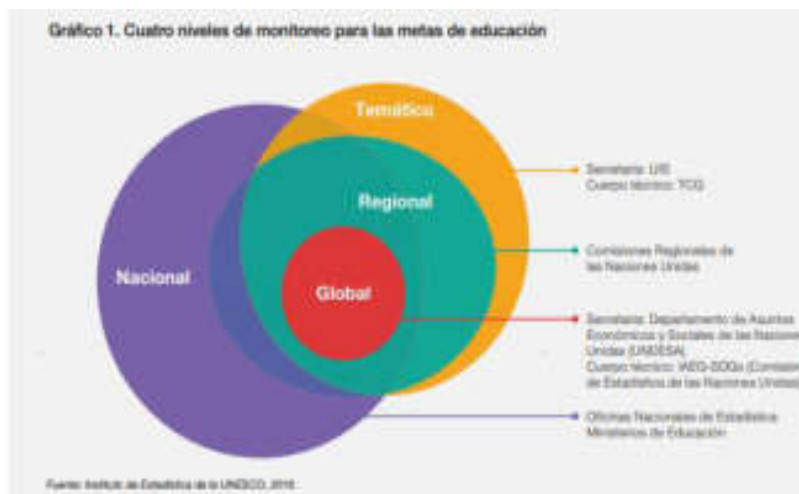 Gráfico 1. Cuatro niveles de monitoreo para las metas de educación
Temático
Regional
Nacional
Global
Secretaría: UIS
Cuerpo técnico: TCG
Comisiones Regionales de
las Naciones Unidas
Secretaría: Departamento de Asuntos
Económicos y Sociales de las Nacione
Unidas (UNDESA)
Cuerpo técnico: IAEG-SDGs (Comisión
de Estadística de las Naciones Unidas)
Oficinas Nacionales de Estadística
Ministerios de Educación
Fuente: Instituto de Estadística de la UNESCO, 2016